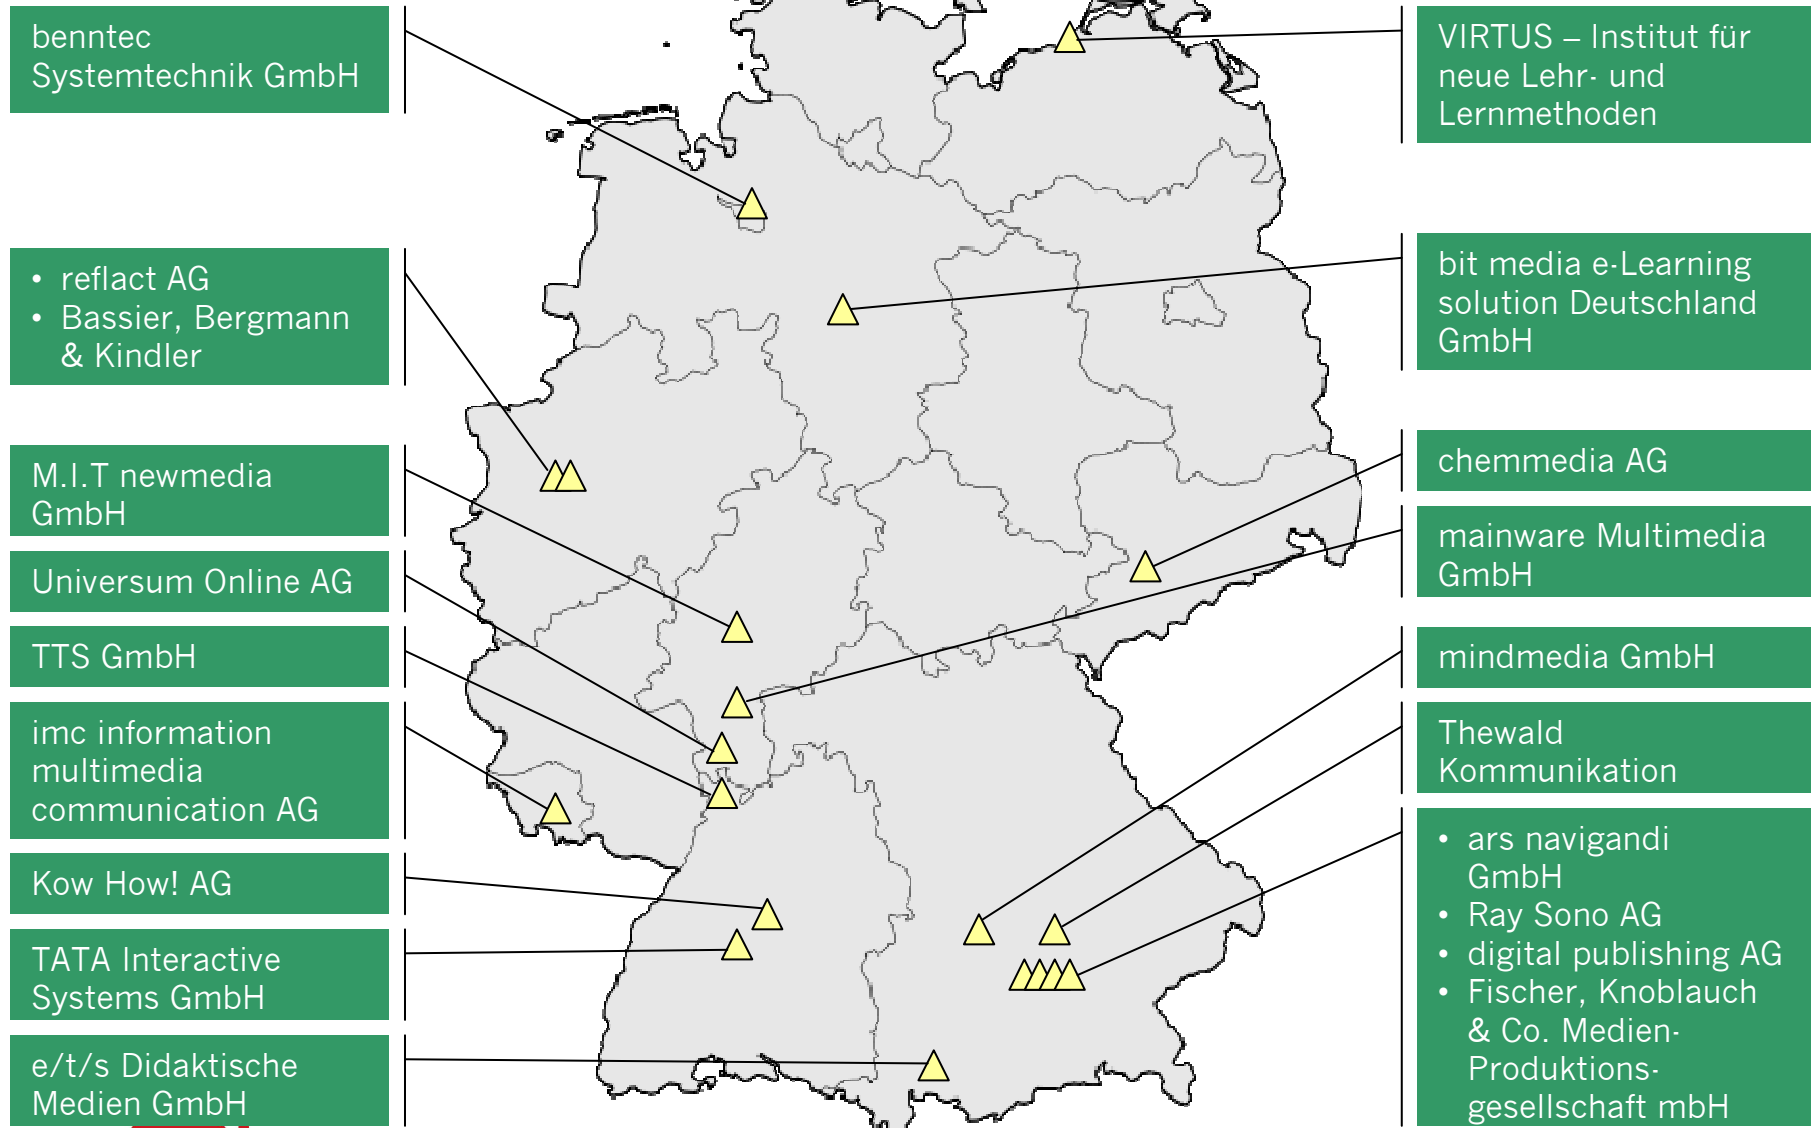 benntec
Systemtechnik GmbH
• reflact AG
• Bassier, Bergmann
& Kindler
M.I.T newmedia
GmbH
Universum Online AG
TTS GmbH
imc information
multimedia
communication AG
Kow How! AG
TATA Interactive
Systems GmbH
e/t/s Didaktische
Medien GmbH
VIRTUS – Institut für
neue Lehr- und
Lernmethoden
bit media e-Learning
solution Deutschland
GmbH
chemmedia AG
mainware Multimedia
GmbH
mindmedia GmbH
Thewald
Kommunikation
• ars navigandi
GmbH
• Ray Sono AG
• digital publishing AG
• Fischer, Knoblauch
& Co. Medien-
Produktions-
gesellschaft mbH